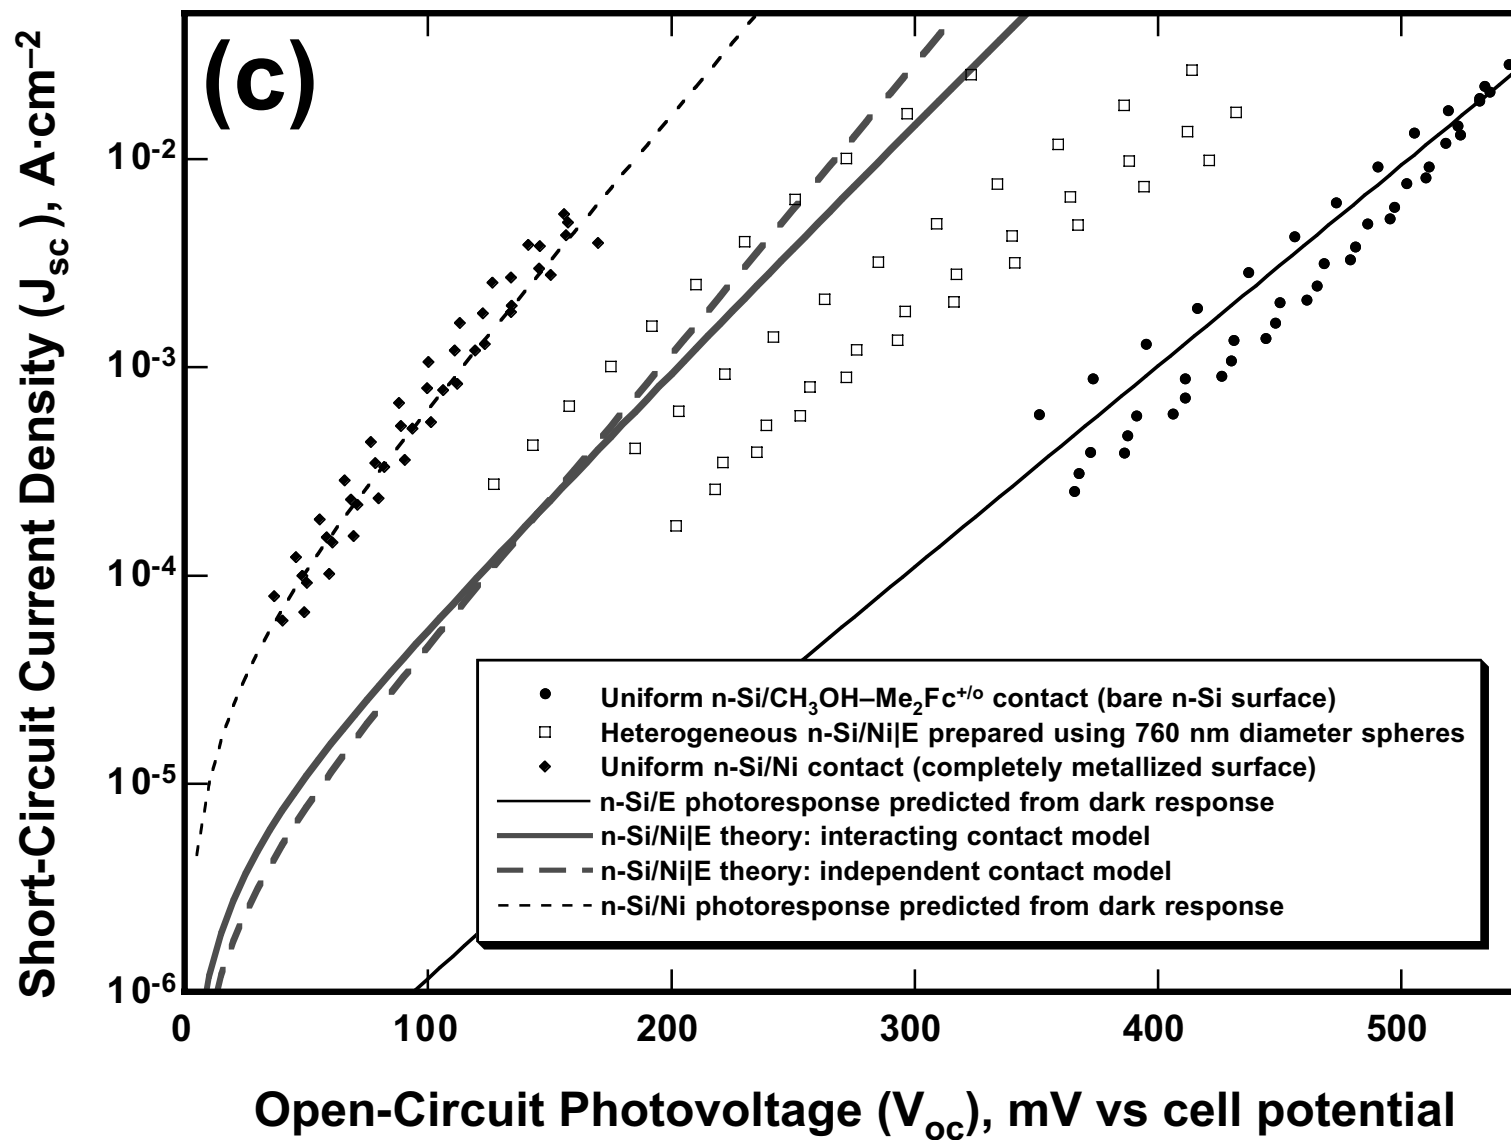 (c)
Short-Circuit Current Density (J_sc), A·cm⁻²
10⁻²
10⁻³
10⁻⁴
10⁻⁵
10⁻⁶
Uniform n-Si/CH₃OH–Me₂Fc⁺/ᵒ contact (bare n-Si surface)
Heterogeneous n-Si/Ni|E prepared using 760 nm diameter spheres
Uniform n-Si/Ni contact (completely metallized surface)
n-Si/E photoresponse predicted from dark response
n-Si/Ni|E theory: interacting contact model
n-Si/Ni|E theory: independent contact model
n-Si/Ni photoresponse predicted from dark response
0 100 200 300 400 500
Open-Circuit Photovoltage (V_oc), mV vs cell potential